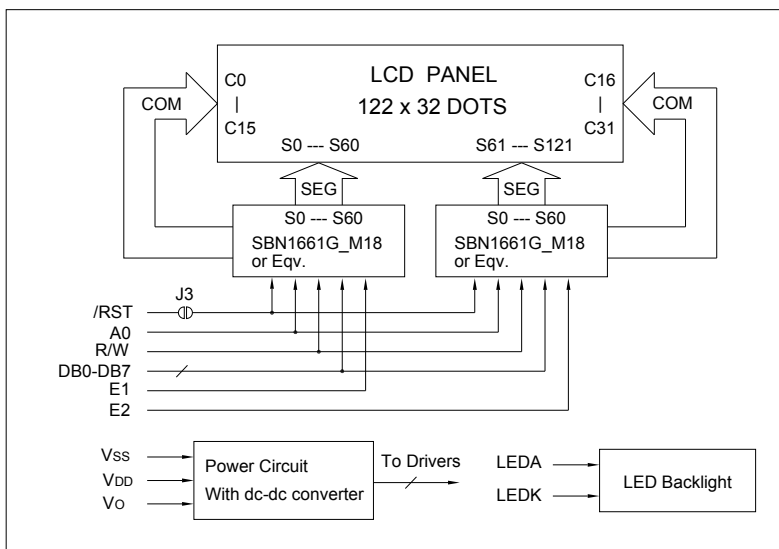 LCD PANEL
122 x 32 DOTS
C0
|
C15
C16
|
C31
COM
COM
S0 --- S60
S61 --- S121
SEG
SEG
S0 --- S60
SBN1661G_M18
or Eqv.
S0 --- S60
SBN1661G_M18
or Eqv.
J3
/RST
A0
R/W
DB0-DB7
E1
E2
VSS
VDD
VO
Power Circuit
With dc-dc converter
To Drivers
LEDA
LEDK
LED Backlight